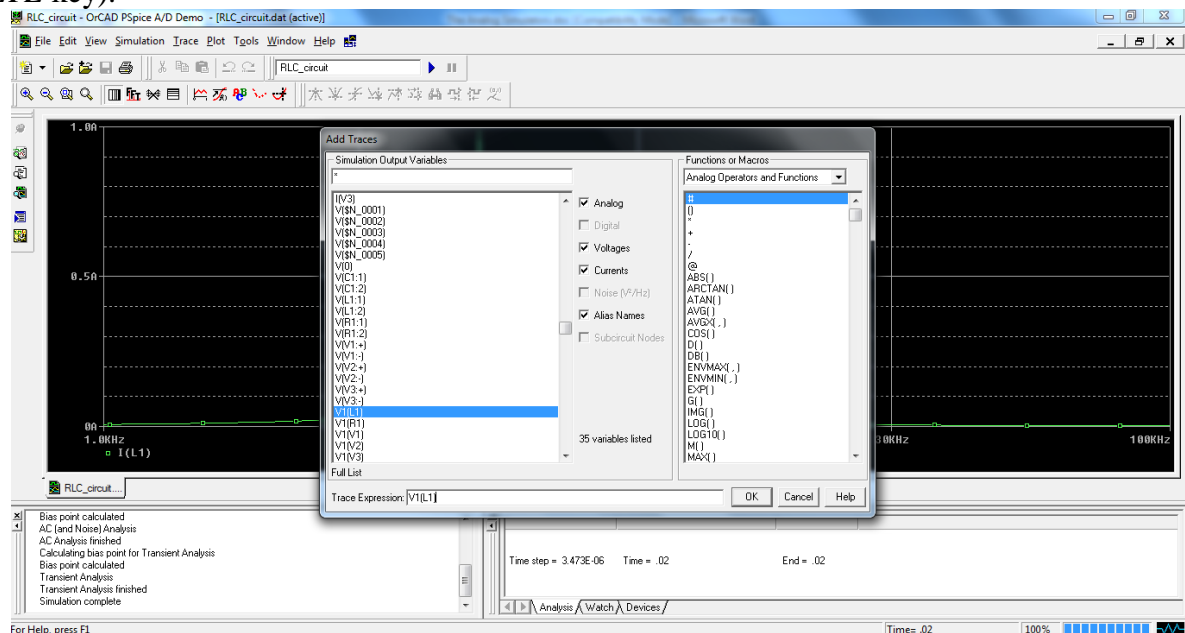 RLC_circuit - OrCAD PSpice A/D Demo - [RLC_circuit.dat (active)]
File Edit View Simulation Trace Plot Tools Window Help
RLC_circuit
1.0A
0.5A
0A
1.0KHz
30KHz
100KHz
I(L1)
Add Traces
Simulation Output Variables
*
I(V3)
V($N_0001)
V($N_0002)
V($N_0003)
V($N_0004)
V($N_0005)
V(0)
V(C1:1)
V(C1:2)
V(L1:1)
V(L1:2)
V(R1:1)
V(R1:2)
V(V1:+)
V(V1:-)
V(V2:+)
V(V2:-)
V(V3:+)
V(V3:-)
V1(L1)
V1(R1)
V1(V1)
V1(V2)
V1(V3)
Full List
Analog
Digital
Voltages
Currents
Noise (V²/Hz)
Alias Names
Subcircuit Nodes
35 variables listed
Functions or Macros
Analog Operators and Functions
#
()
*
+
-
/
@
ABS()
ARCTAN()
ATAN()
AVG()
AVGX(,)
COS()
D()
DB()
ENVMAX(,)
ENVMIN(,)
EXP()
G()
IMG()
LOG()
LOG10()
M()
MAX()
Trace Expression: V1(L1)
OK Cancel Help
RLC_circuit....
Bias point calculated
AC (and Noise) Analysis
AC Analysis finished
Calculating bias point for Transient Analysis
Bias point calculated
Transient Analysis
Transient Analysis finished
Simulation complete
Time step = 3.473E-06 Time = .02 End = .02
Analysis Watch Devices
For Help, press F1
Time= .02 100%